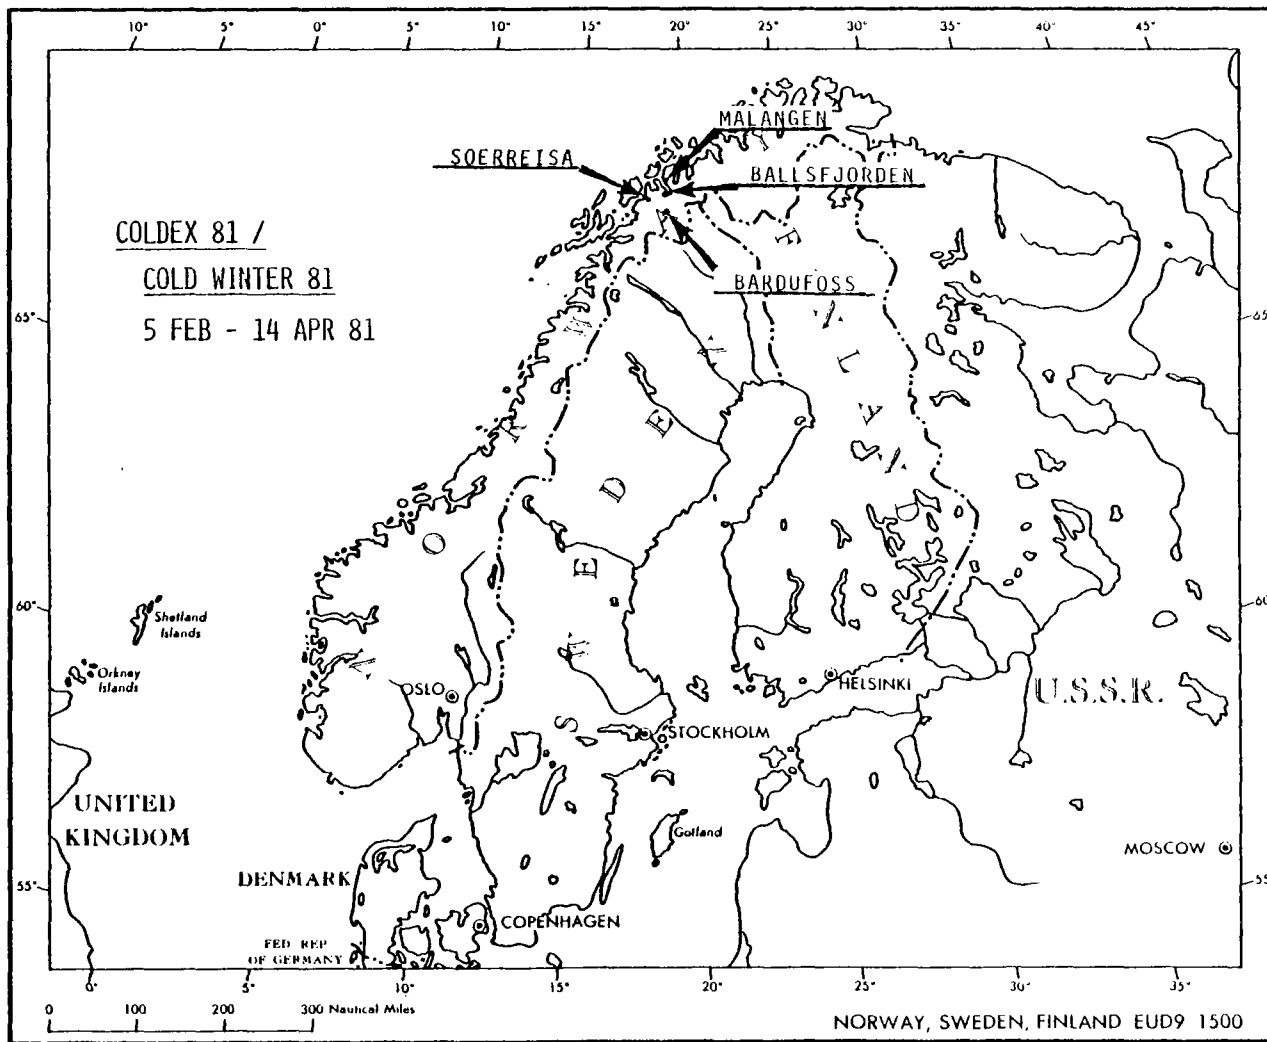 10° 5° 0° 5° 10° 15° 20° 25° 30° 35° 40° 45°
MALANGEN
SOERREISA
BALLSFJORDEN
COLDEX 81 /
COLD WINTER 81
BARDUFOSS
5 FEB - 14 APR 81
65° 65°
NORWAY
SWEDEN
FINLAND
60° 60
Shetland
Islands
Orkney
Islands
OSLO
HELSINKI
U.S.S.R.
STOCKHOLM
UNITED
KINGDOM
Gotland
MOSCOW
55° 55
DENMARK
COPENHAGEN
FED REP
OF GERMANY
0° 5° 10° 15° 20° 25° 30° 35°
0 100 200 300 Nautical Miles
NORWAY, SWEDEN, FINLAND EUD9 1500